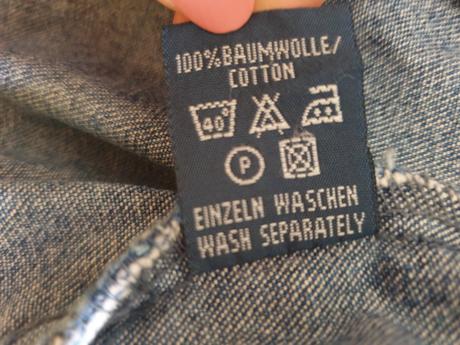 100% BAUMWOLLE/
COTTON
40°
P
EINZELN WASCHEN
WASH SEPARATELY